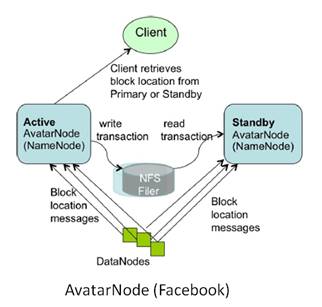 Client
Client retrieves
block location from
Primary or Standby
Active
AvatarNode
(NameNode)
write
transaction
read
transaction
Standby
AvatarNode
(NameNode)
NFS
Filer
Block
location
messages
Block
location
messages
DataNodes
AvatarNode (Facebook)